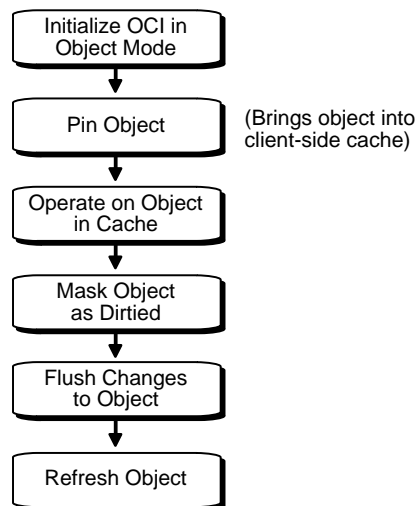 Initialize OCI in
Object Mode
Pin Object
(Brings object into
client-side cache)
Operate on Object
in Cache
Mask Object
as Dirtied
Flush Changes
to Object
Refresh Object